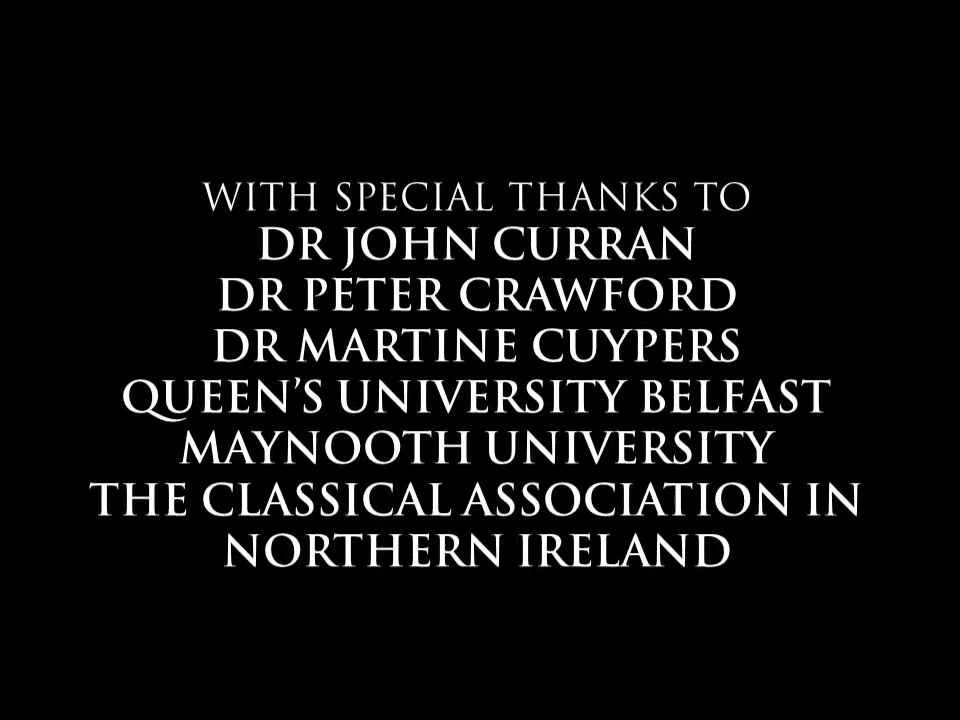 WITH SPECIAL THANKS TO
DR JOHN CURRAN
DR PETER CRAWFORD
DR MARTINE CUYPERS
QUEEN’S UNIVERSITY BELFAST
MAYNOOTH UNIVERSITY
THE CLASSICAL ASSOCIATION IN
NORTHERN IRELAND